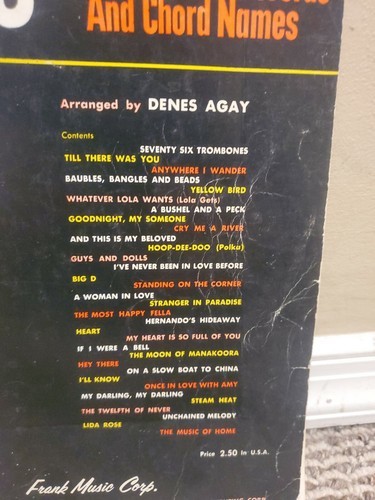 And Chord Names
Arranged by DENES AGAY
Contents
SEVENTY SIX TROMBONES
TILL THERE WAS YOU
ANYWHERE I WANDER
BAUBLES, BANGLES AND BEADS
YELLOW BIRD
WHATEVER LOLA WANTS (Lola Gets)
A BUSHEL AND A PECK
GOODNIGHT, MY SOMEONE
CRY ME A RIVER
AND THIS IS MY BELOVED
HOOP-DEE-DOO (Polka)
GUYS AND DOLLS
I'VE NEVER BEEN IN LOVE BEFORE
BIG D
STANDING ON THE CORNER
A WOMAN IN LOVE
STRANGER IN PARADISE
THE MOST HAPPY FELLA
HERNANDO'S HIDEAWAY
HEART
MY HEART IS SO FULL OF YOU
IF I WERE A BELL
THE MOON OF MANAKOORA
HEY THERE
ON A SLOW BOAT TO CHINA
I'LL KNOW
ONCE IN LOVE WITH AMY
MY DARLING, MY DARLING
STEAM HEAT
THE TWELFTH OF NEVER
UNCHAINED MELODY
LIDA ROSE
THE MUSIC OF HOME
Price 2.50 In U.S.A.
Frank Music Corp.